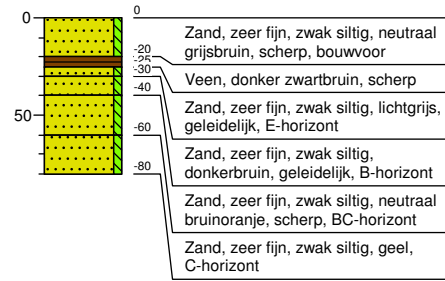 0
0
Zand, zeer fijn, zwak siltig, neutraal
grijsbruin, scherp, bouwvoor
-20
Veen, donker zwartbruin, scherp
-25
-30
Zand, zeer fijn, zwak siltig, lichtgrijs,
geleidelijk, E-horizont
-40
50
Zand, zeer fijn, zwak siltig,
donkerbruin, geleidelijk, B-horizont
-60
Zand, zeer fijn, zwak siltig, neutraal
bruinoranje, scherp, BC-horizont
-80
Zand, zeer fijn, zwak siltig, geel,
C-horizont